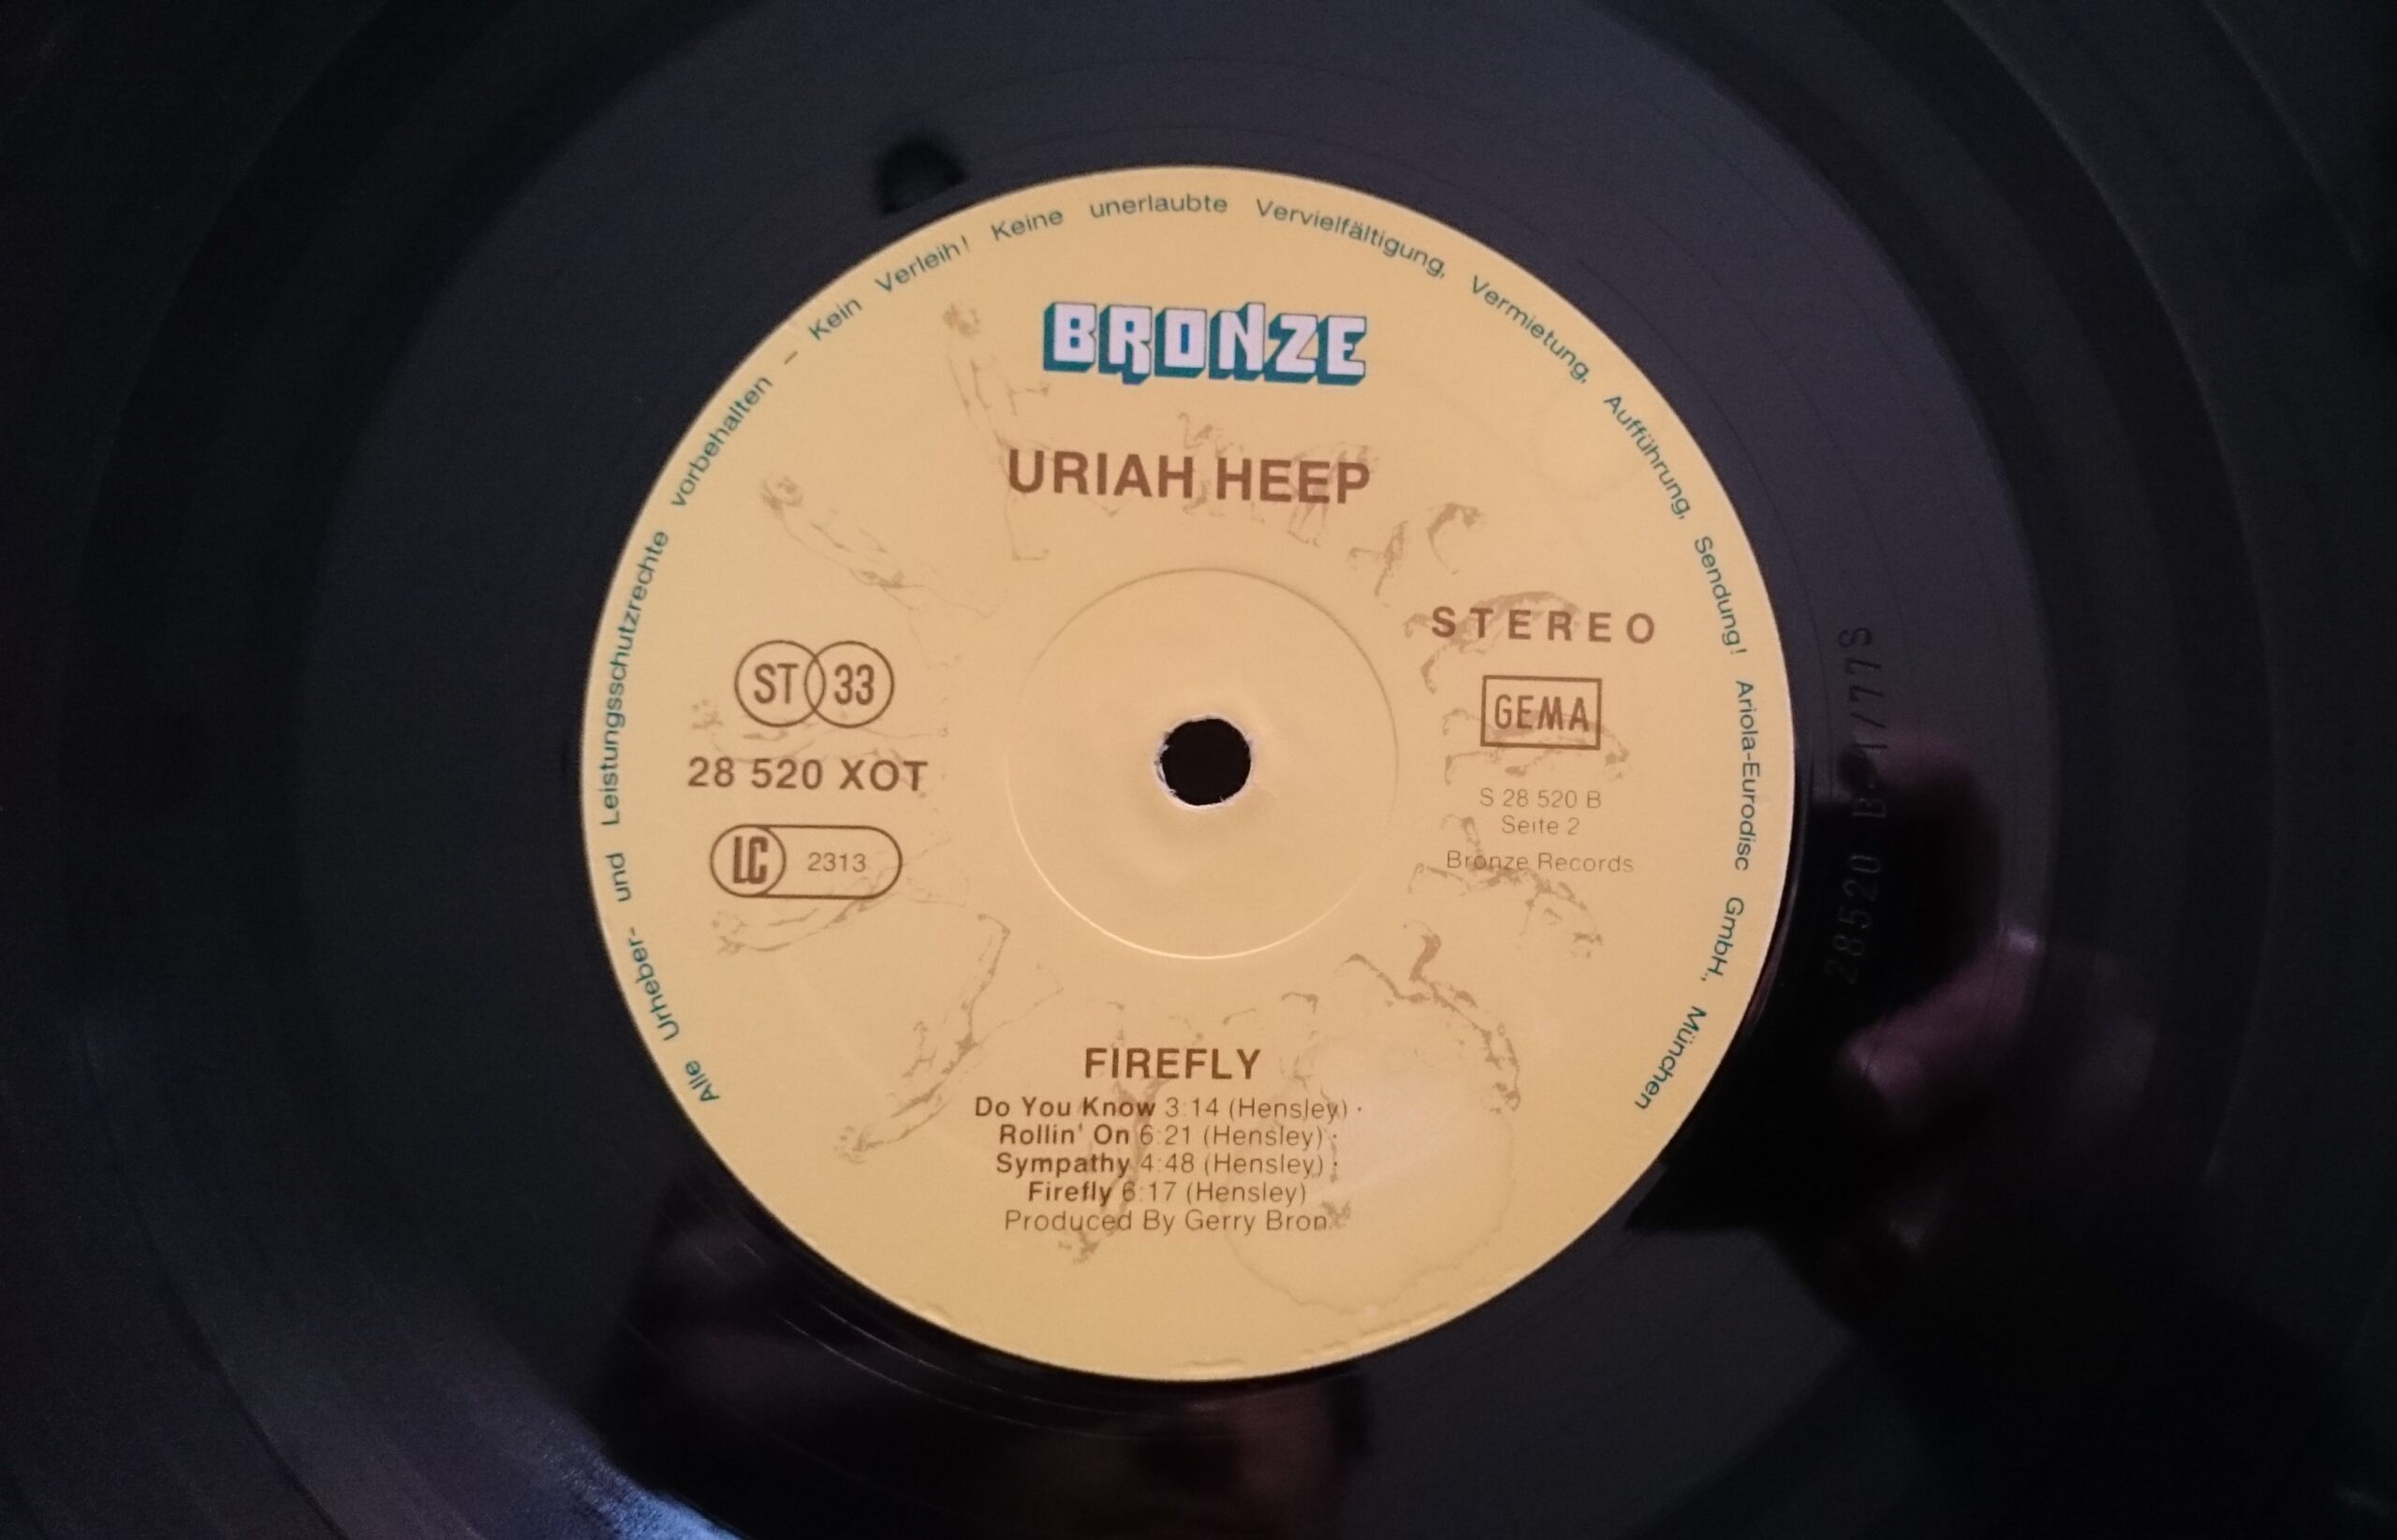 Alle Urheber- und Leistungsschutzrechte vorbehalten – Kein Verleih! Keine unerlaubte Vervielfältigung, Vermietung, Aufführung, Sendung! Ariola-Eurodisc GmbH., München
BRONZE
URIAH HEEP
STEREO
ST 33
GEMA
28 520 XOT
S 28 520 B
Seite 2
LC 2313
Bronze Records
FIREFLY
Do You Know 3:14 (Hensley) ·
Rollin' On 6:21 (Hensley) ·
Sympathy 4:48 (Hensley) ·
Firefly 6:17 (Hensley)
Produced By Gerry Bron
28520 B-1/77S